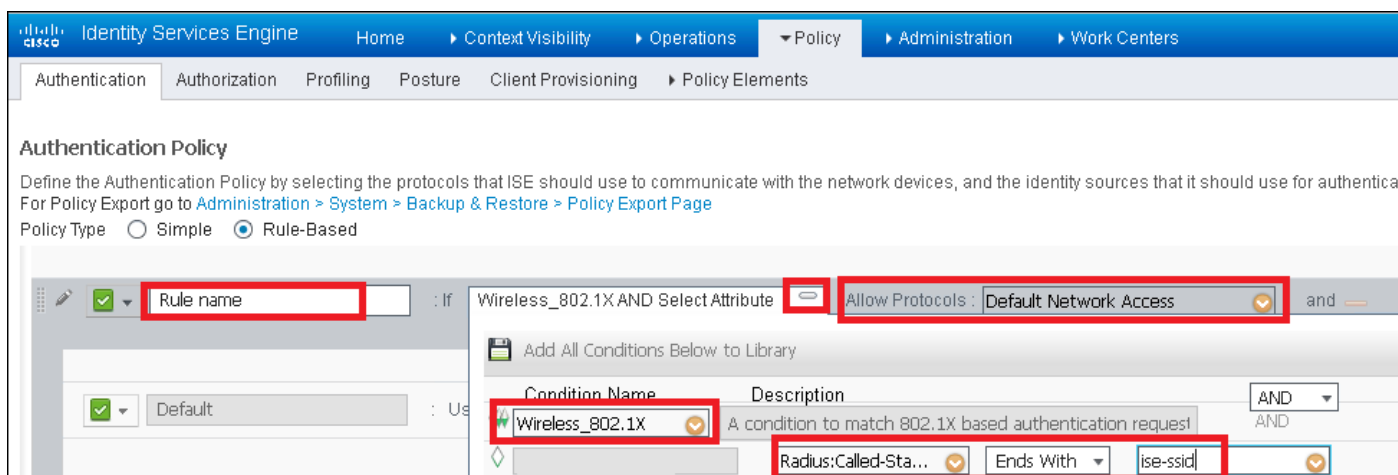 cisco Identity Services Engine Home Context Visibility Operations Policy Administration Work Centers
Authentication Authorization Profiling Posture Client Provisioning Policy Elements
Authentication Policy
Define the Authentication Policy by selecting the protocols that ISE should use to communicate with the network devices, and the identity sources that it should use for authentica
For Policy Export go to Administration > System > Backup & Restore > Policy Export Page
Policy Type Simple Rule-Based
Rule name : If Wireless_802.1X AND Select Attribute Allow Protocols : Default Network Access and
Add All Conditions Below to Library
Condition Name Description AND
Default : Us Wireless_802.1X A condition to match 802.1X based authentication request AND
Radius:Called-Sta... Ends With ise-ssid